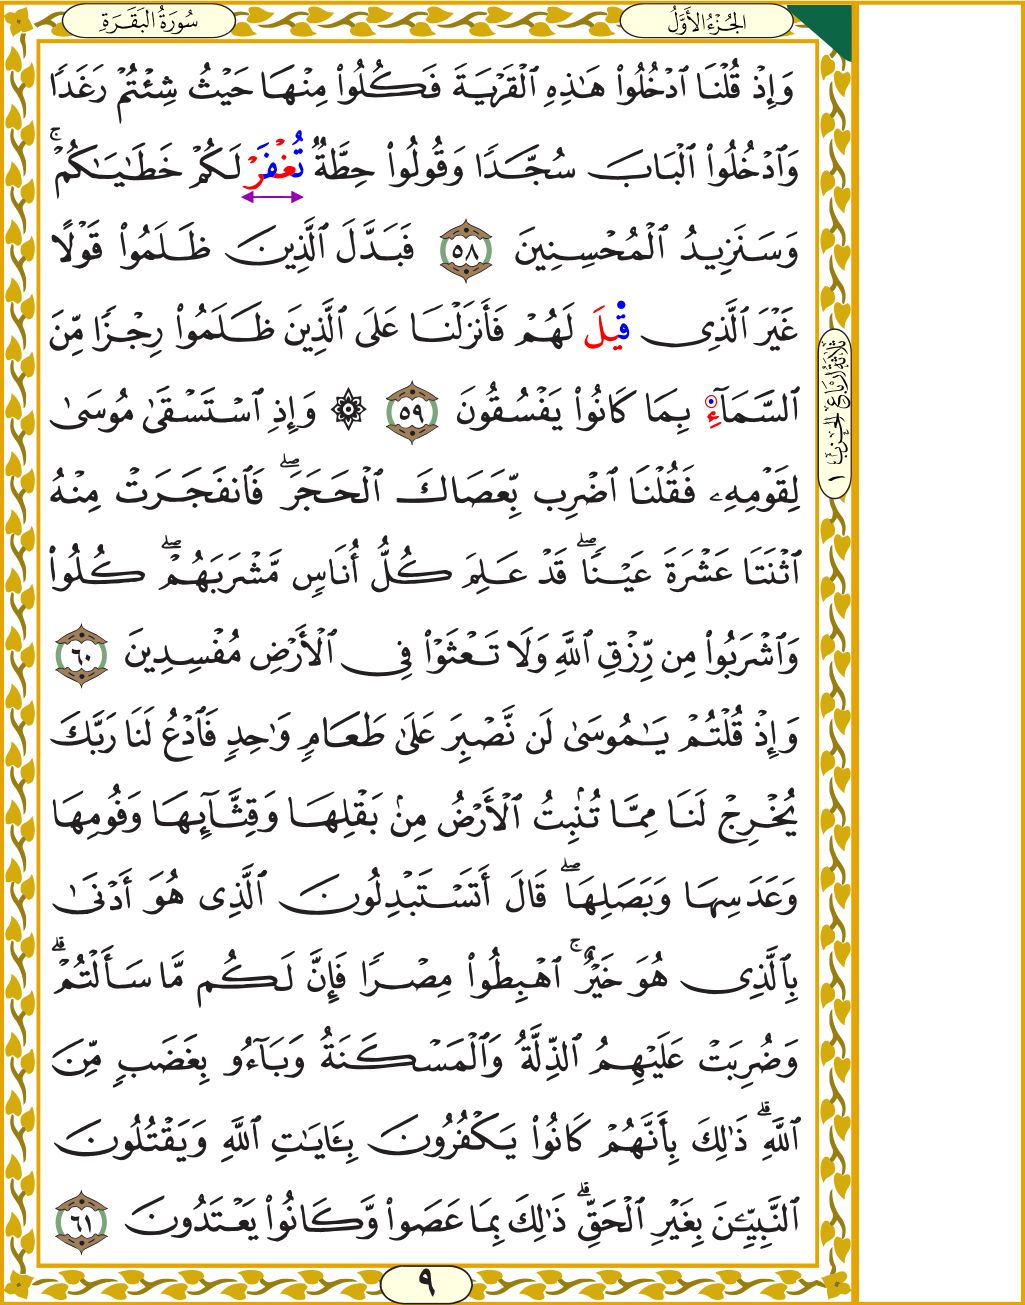 سُورَةُ الْبَقَرَةِ
الجُزْءُ الأَوَّلُ
وَإِذْ قُلْنَا ٱدْخُلُوا۟ هَٰذِهِ ٱلْقَرْيَةَ فَكُلُوا۟ مِنْهَا حَيْثُ شِئْتُمْ رَغَدًا
وَٱدْخُلُوا۟ ٱلْبَابَ سُجَّدًا وَقُولُوا۟ حِطَّةٌ تُغْفَرْ لَكُمْ خَطَٰيَٰكُمْ ۚ
وَسَنَزِيدُ ٱلْمُحْسِنِينَ ٥٨ فَبَدَّلَ ٱلَّذِينَ ظَلَمُوا۟ قَوْلًا
غَيْرَ ٱلَّذِى قِيلَ لَهُمْ فَأَنزَلْنَا عَلَى ٱلَّذِينَ ظَلَمُوا۟ رِجْزًا مِّنَ
ٱلسَّمَآءِ بِمَا كَانُوا۟ يَفْسُقُونَ ٥٩ ۞ وَإِذِ ٱسْتَسْقَىٰ مُوسَىٰ
لِقَوْمِهِۦ فَقُلْنَا ٱضْرِب بِّعَصَاكَ ٱلْحَجَرَ ۖ فَٱنفَجَرَتْ مِنْهُ
ٱثْنَتَا عَشْرَةَ عَيْنًا ۖ قَدْ عَلِمَ كُلُّ أُنَاسٍ مَّشْرَبَهُمْ ۖ كُلُوا۟
وَٱشْرَبُوا۟ مِن رِّزْقِ ٱللَّهِ وَلَا تَعْثَوْا۟ فِى ٱلْأَرْضِ مُفْسِدِينَ ٦٠
وَإِذْ قُلْتُمْ يَٰمُوسَىٰ لَن نَّصْبِرَ عَلَىٰ طَعَامٍ وَٰحِدٍ فَٱدْعُ لَنَا رَبَّكَ
يُخْرِجْ لَنَا مِمَّا تُنۢبِتُ ٱلْأَرْضُ مِنۢ بَقْلِهَا وَقِثَّآئِهَا وَفُومِهَا
وَعَدَسِهَا وَبَصَلِهَا ۖ قَالَ أَتَسْتَبْدِلُونَ ٱلَّذِى هُوَ أَدْنَىٰ
بِٱلَّذِى هُوَ خَيْرٌ ۚ ٱهْبِطُوا۟ مِصْرًا فَإِنَّ لَكُم مَّا سَأَلْتُمْ ۗ
وَضُرِبَتْ عَلَيْهِمُ ٱلذِّلَّةُ وَٱلْمَسْكَنَةُ وَبَآءُو بِغَضَبٍ مِّنَ
ٱللَّهِ ۗ ذَٰلِكَ بِأَنَّهُمْ كَانُوا۟ يَكْفُرُونَ بِـَٔايَٰتِ ٱللَّهِ وَيَقْتُلُونَ
ٱلنَّبِيِّـۧنَ بِغَيْرِ ٱلْحَقِّ ۗ ذَٰلِكَ بِمَا عَصَوا۟ وَّكَانُوا۟ يَعْتَدُونَ ٦١
ثَلَاثَةُ أَرْبَاعِ الْحِزْبِ ١
٩